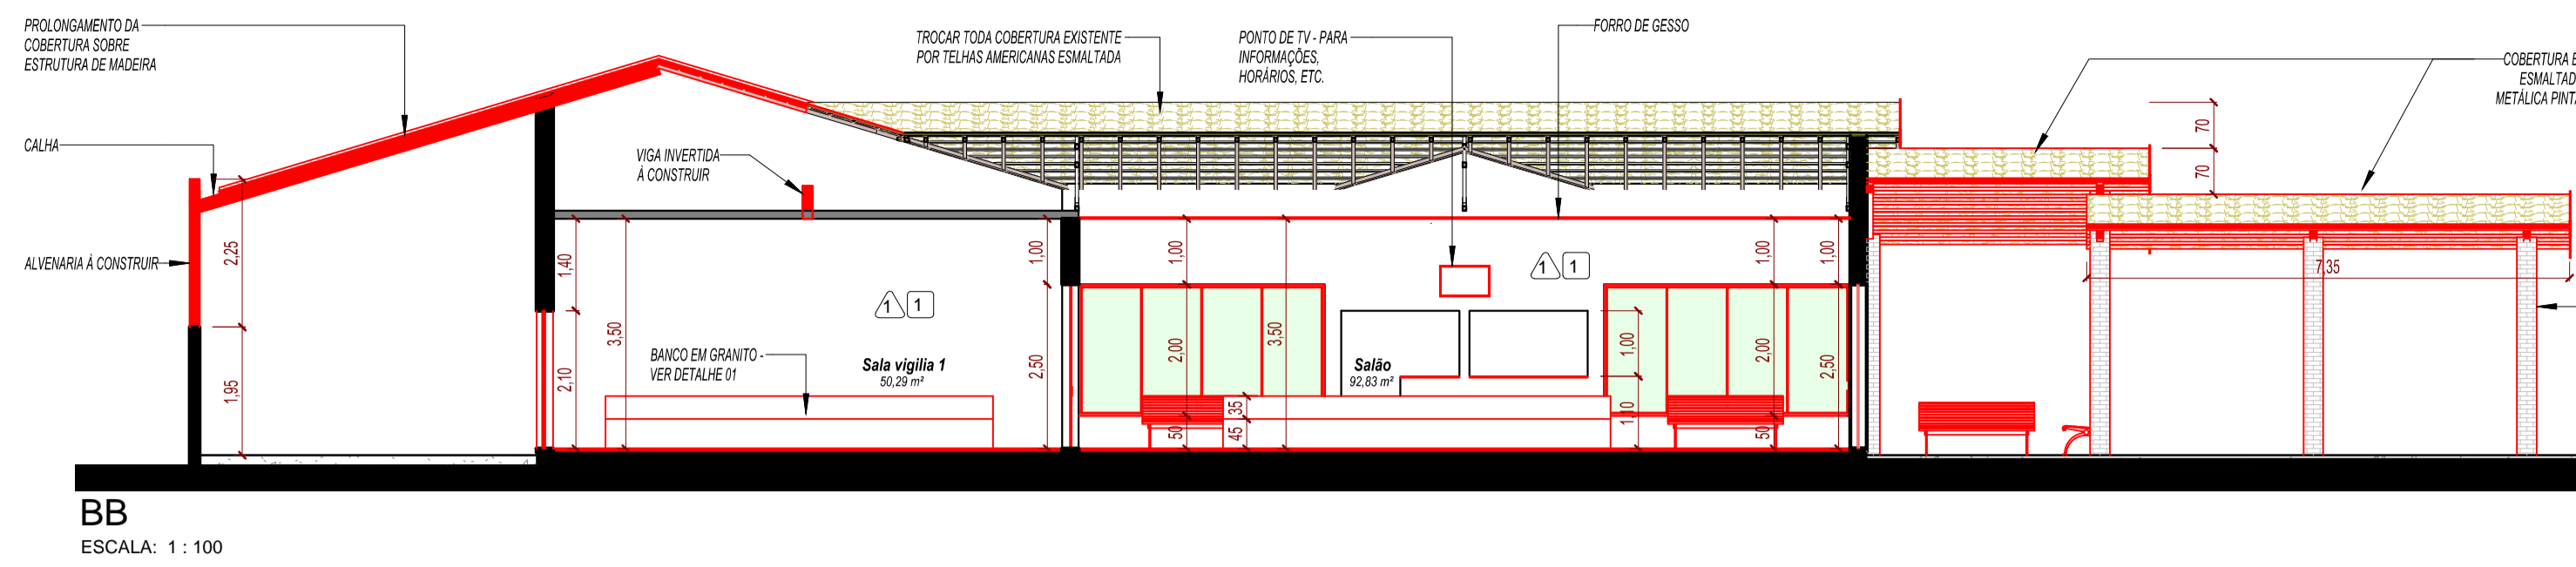 PROLONGAMENTO DA
COBERTURA SOBRE
ESTRUTURA DE MADEIRA
CALHA
ALVENARIA À CONSTRUIR
TROCAR TODA COBERTURA EXISTENTE
POR TELHAS AMERICANAS ESMALTADA
VIGA INVERTIDA
À CONSTRUIR
PONTO DE TV - PARA
INFORMAÇÕES,
HORÁRIOS, ETC.
FORRO DE GESSO
COBERTURA E
ESMALTAD
METÁLICA PINT
70
70
7,35
2,25
1,95
1,40
2,10
3,50
1,00
2,50
1 1
BANCO EM GRANITO -
VER DETALHE 01
Sala vigilia 1
50,29 m²
1,00
2,00
50
35
45
3,50
1 1
Salão
92,83 m²
1,00
1,10
1,00
2,00
50
1,00
2,50
BB
ESCALA: 1 : 100